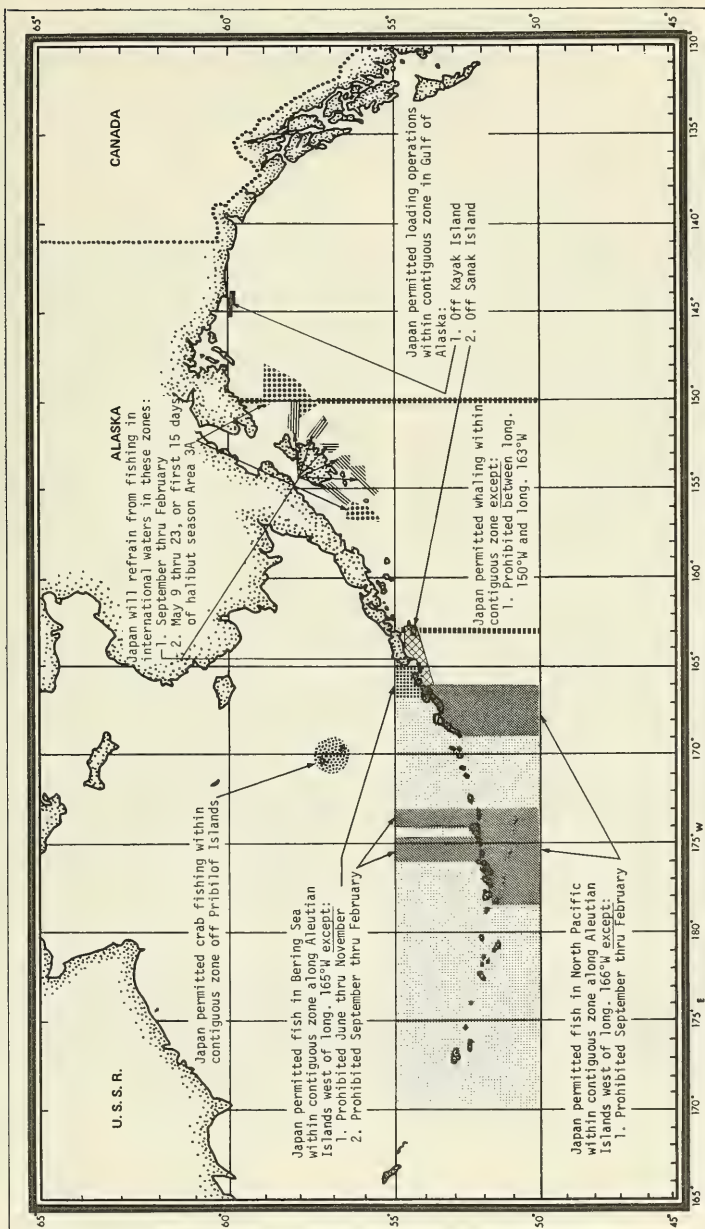 65°
60°
55°
50°
45°
U.S.S.R.
ALASKA
CANADA
Japan will refrain from fishing in
international waters in these zones:
1. September thru February
2. May 9 thru 23, or first 15 days
of halibut season Area 3A
Japan permitted crab fishing within
contiguous zone off Pribilof Islands
Japan permitted fish in Bering Sea
within contiguous zone along Aleutian
Islands west of long. 165°W except:
1. Prohibited June thru November
2. Prohibited September thru February
Japan permitted loading operations
within contiguous zone in Gulf of
Alaska:
1. Off Kayak Island
2. Off Sanak Island
Japan permitted whaling within
contiguous zone except:
1. Prohibited between long.
150°W and long. 163°W
Japan permitted fish in North Pacific
within contiguous zone along Aleutian
Islands west of long. 166°W except:
1. Prohibited September thru February
65°
60°
55°
50°
45°
165°
170°
175°
E
180°
W
175°
170°
165°
160°
155°
150°
145°
140°
135°
130°